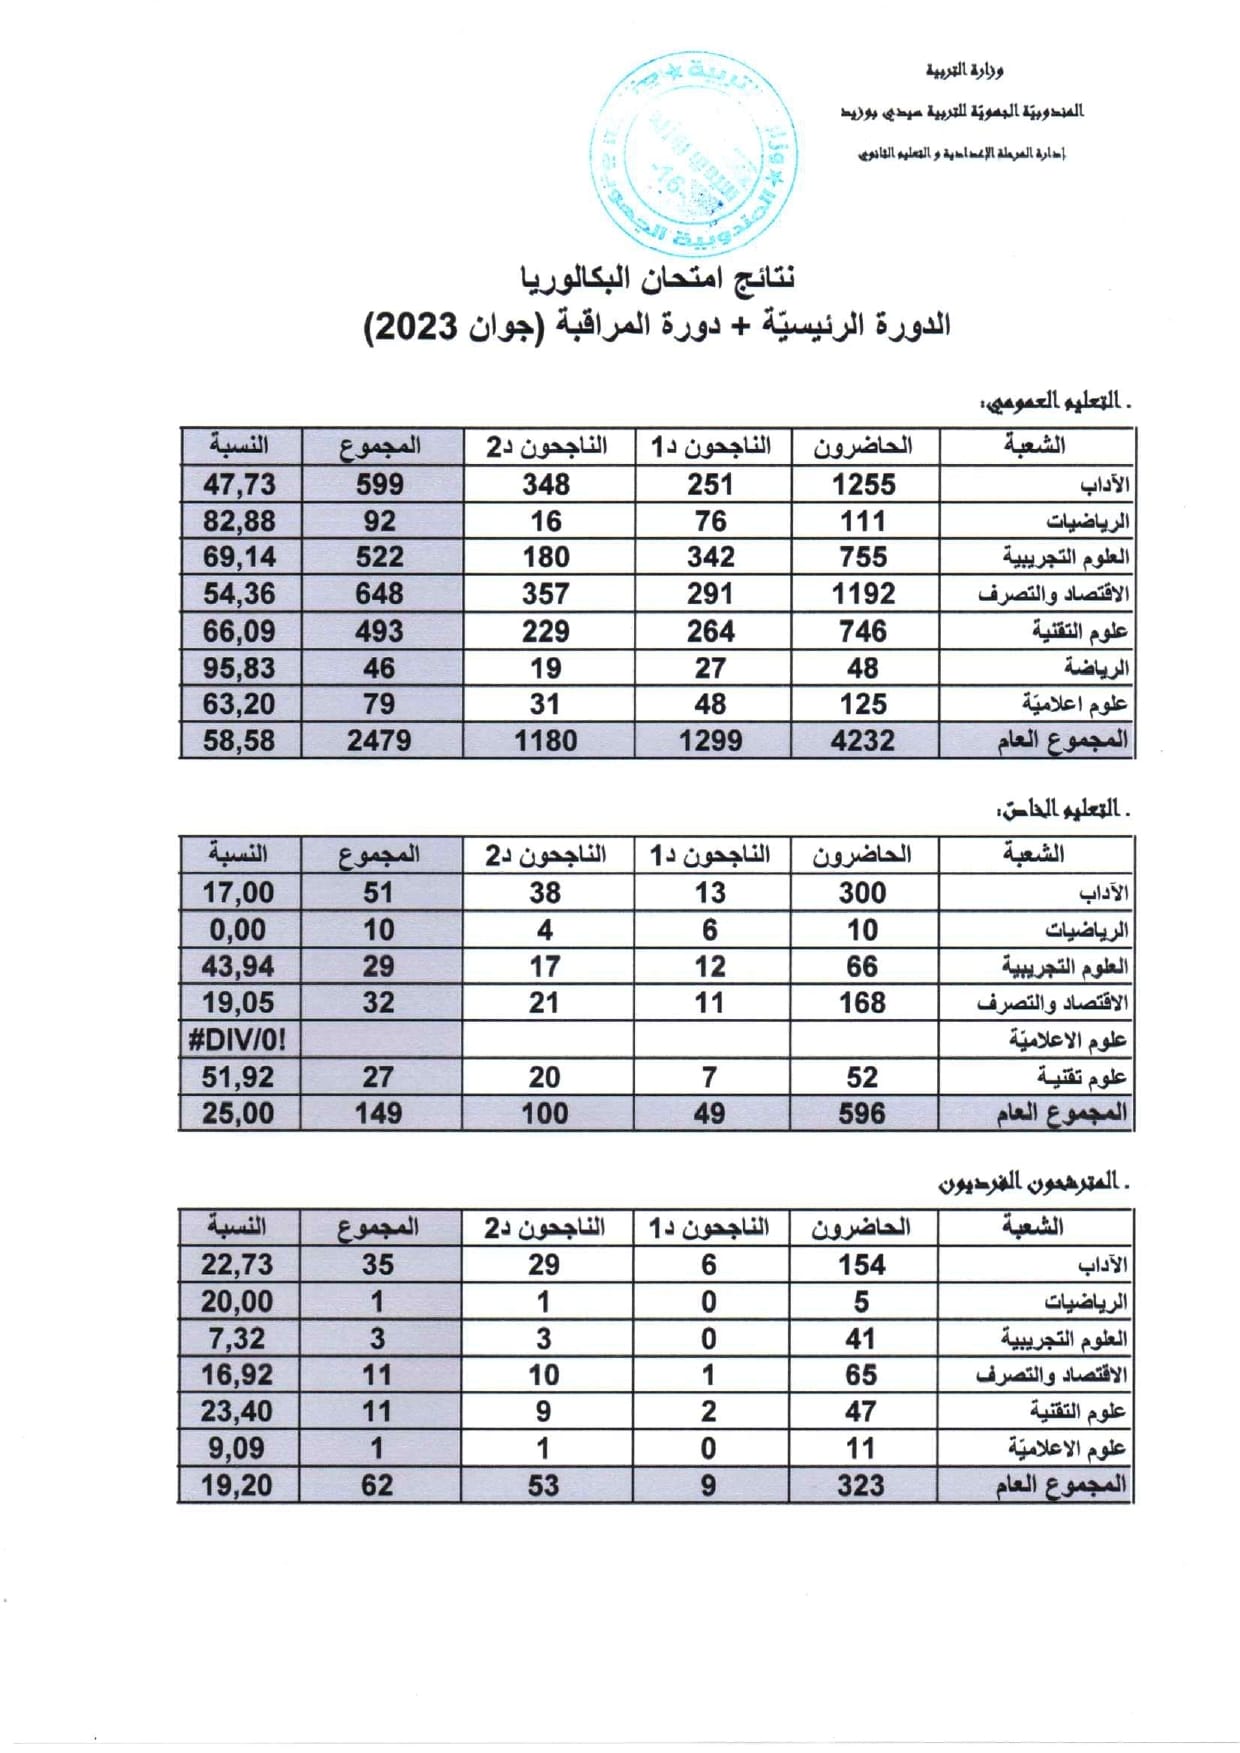 وزارة التربية
المندوبيّة الجهويّة للتربية سيدي بوزيد
إدارة المرحلة الإعدادية و التعليم الثانوي
-16-
المندوبية الجهوية
نتائج امتحان البكالوريا
الدورة الرئيسيّة + دورة المراقبة (جوان 2023)
. التعليم العمومي:
الشعبة الحاضرون الناجحون د1 الناجحون د2 المجموع النسبة
الآداب 1255 251 348 599 47,73
الرياضيات 111 76 16 92 82,88
العلوم التجريبية 755 342 180 522 69,14
الاقتصاد والتصرف 1192 291 357 648 54,36
علوم التقنية 746 264 229 493 66,09
الرياضة 48 27 19 46 95,83
علوم اعلاميّة 125 48 31 79 63,20
المجموع العام 4232 1299 1180 2479 58,58
. التعليم الخاصّ:
الشعبة الحاضرون الناجحون د1 الناجحون د2 المجموع النسبة
الآداب 300 13 38 51 17,00
الرياضيات 10 6 4 10 0,00
العلوم التجريبية 66 12 17 29 43,94
الاقتصاد والتصرف 168 11 21 32 19,05
علوم الاعلاميّة #DIV/0!
علوم تقنيـة 52 7 20 27 51,92
المجموع العام 596 49 100 149 25,00
. المترشحون الفرديون
الشعبة الحاضرون الناجحون د1 الناجحون د2 المجموع النسبة
الآداب 154 6 29 35 22,73
الرياضيات 5 0 1 1 20,00
العلوم التجريبية 41 0 3 3 7,32
الاقتصاد والتصرف 65 1 10 11 16,92
علوم التقنية 47 2 9 11 23,40
علوم الاعلاميّة 11 0 1 1 9,09
المجموع العام 323 9 53 62 19,20